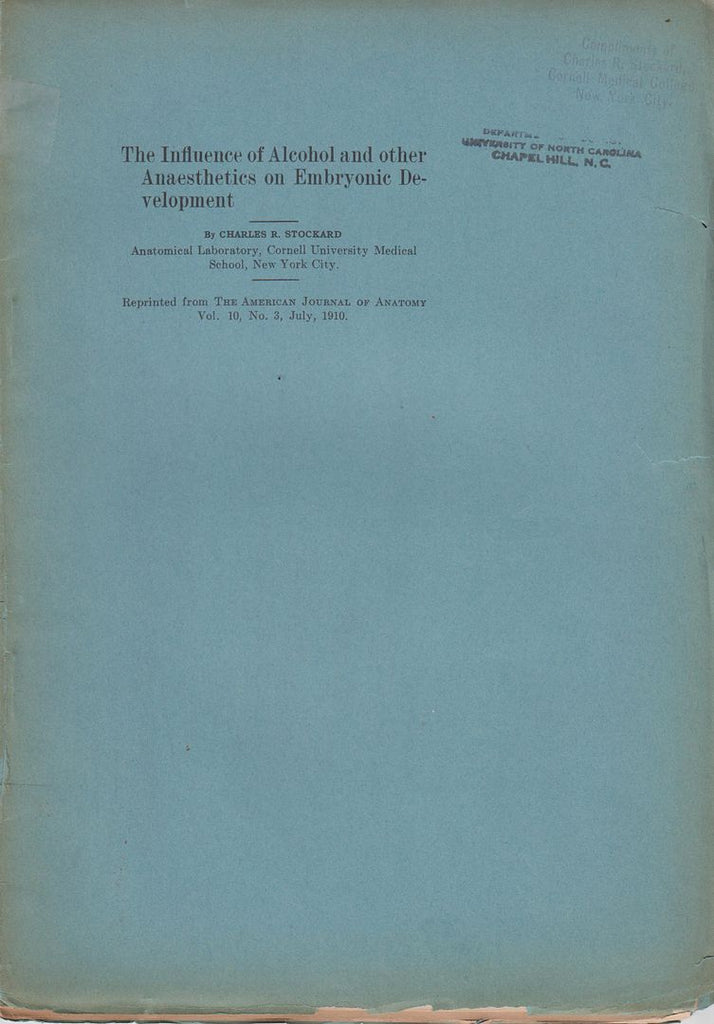 Compliments of
Charles R. Stockard,
Cornell Medical College
New York City.
UNIVERSITY OF NORTH CAROLINA
CHAPEL HILL, N. C.
The Influence of Alcohol and other
Anaesthetics on Embryonic De-
velopment
By CHARLES R. STOCKARD
Anatomical Laboratory, Cornell University Medical
School, New York City.
Reprinted from THE AMERICAN JOURNAL OF ANATOMY
Vol. 10, No. 3, July, 1910.